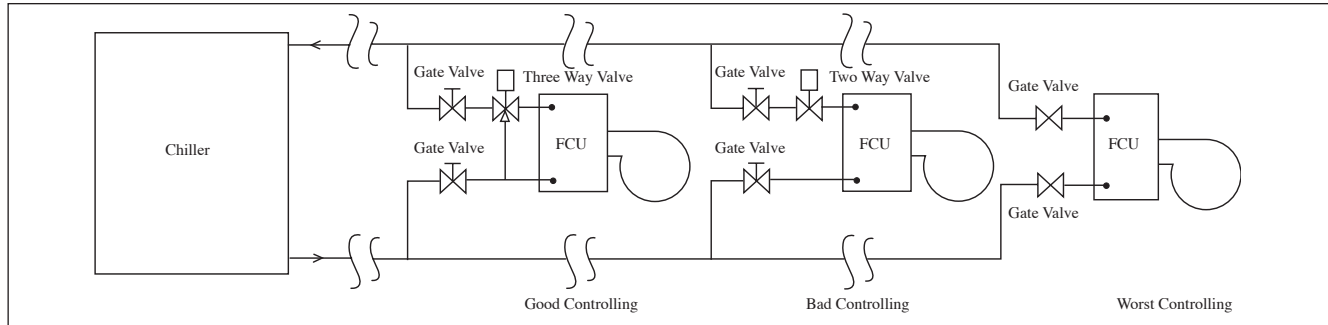 Gate Valve
Three Way Valve
Gate Valve
Two Way Valve
Gate Valve
Chiller
FCU
FCU
FCU
Gate Valve
Gate Valve
Gate Valve
Good Controlling
Bad Controlling
Worst Controlling